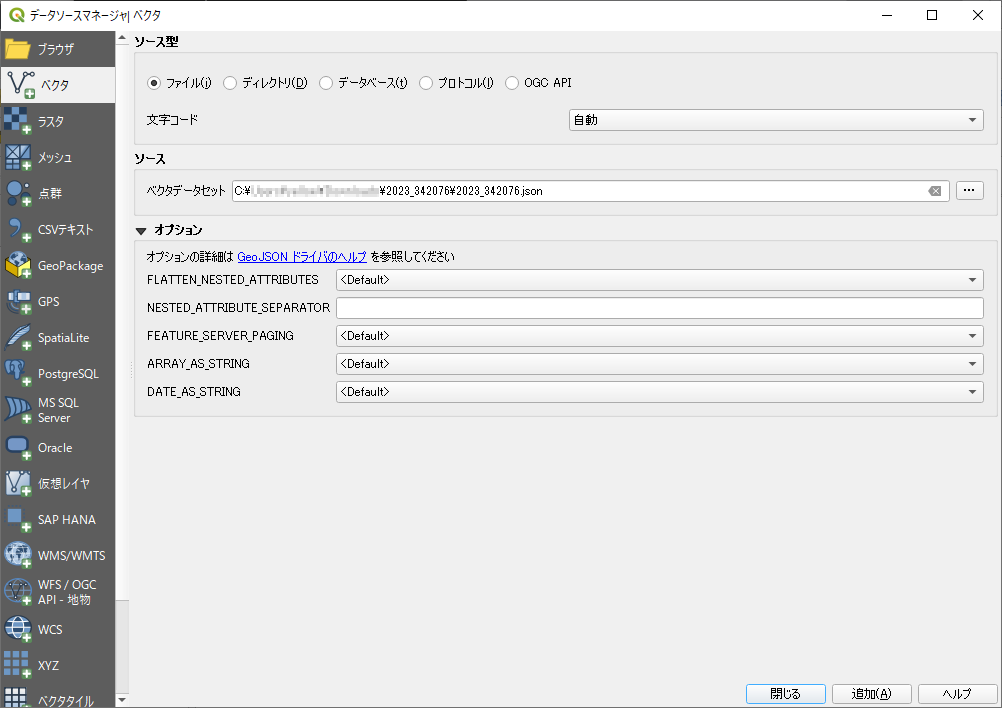 データソースマネージャ| ベクタ
ブラウザ
ベクタ
ラスタ
メッシュ
点群
CSVテキスト
GeoPackage
GPS
SpatiaLite
PostgreSQL
MS SQL
Server
Oracle
仮想レイヤ
SAP HANA
WMS/WMTS
WFS / OGC
API - 地物
WCS
XYZ
ベクタタイル
ソース型
ファイル(i) ディレクトリ(D) データベース(t) プロトコル(l) OGC API
文字コード 自動
ソース
ベクタデータセット C:¥ ¥2023_342076¥2023_342076.json ...
オプション
オプションの詳細は GeoJSON ドライバのヘルプ を参照してください
FLATTEN_NESTED_ATTRIBUTES <Default>
NESTED_ATTRIBUTE_SEPARATOR
FEATURE_SERVER_PAGING <Default>
ARRAY_AS_STRING <Default>
DATE_AS_STRING <Default>
閉じる 追加(A) ヘルプ